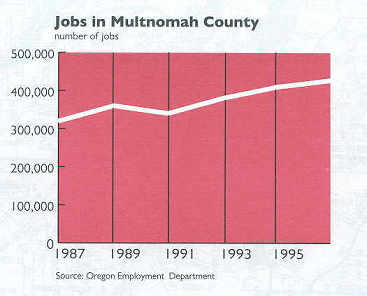 Jobs in Multnomah County
number of jobs
500,000
400,000
300,000
200,000
100,000
0
1987 1989 1991 1993 1995
Source: Oregon Employment Department